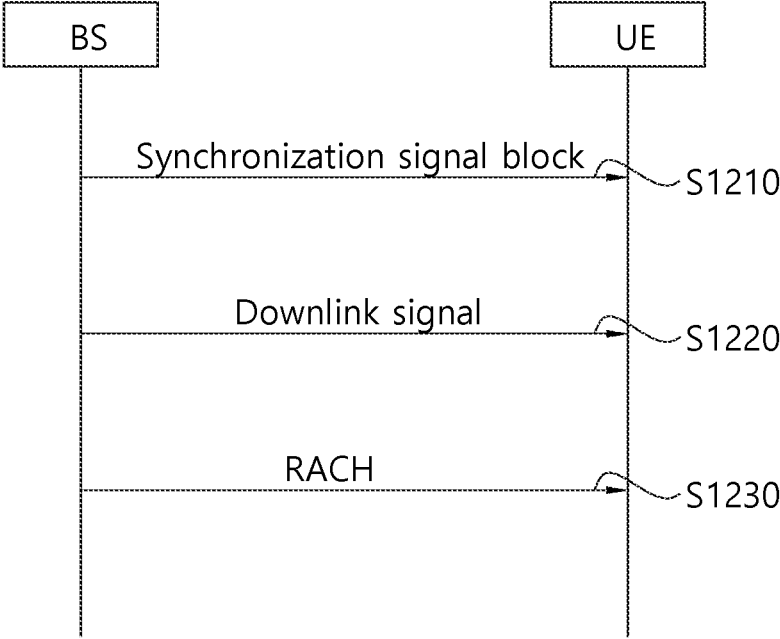 BS
UE
Synchronization signal block
S1210
Downlink signal
S1220
RACH
S1230